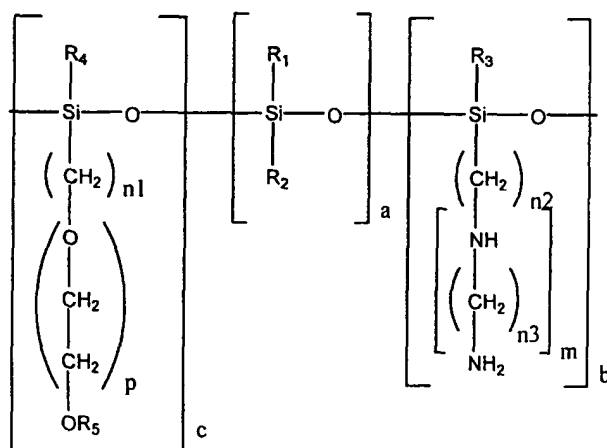 R₄ R₁ R₃
Si O Si O Si O
(CH₂)n1 R₂ (CH₂)n2
a
O NH
CH₂ (CH₂)n3
CH₂ p NH₂ m b
OR₅ c